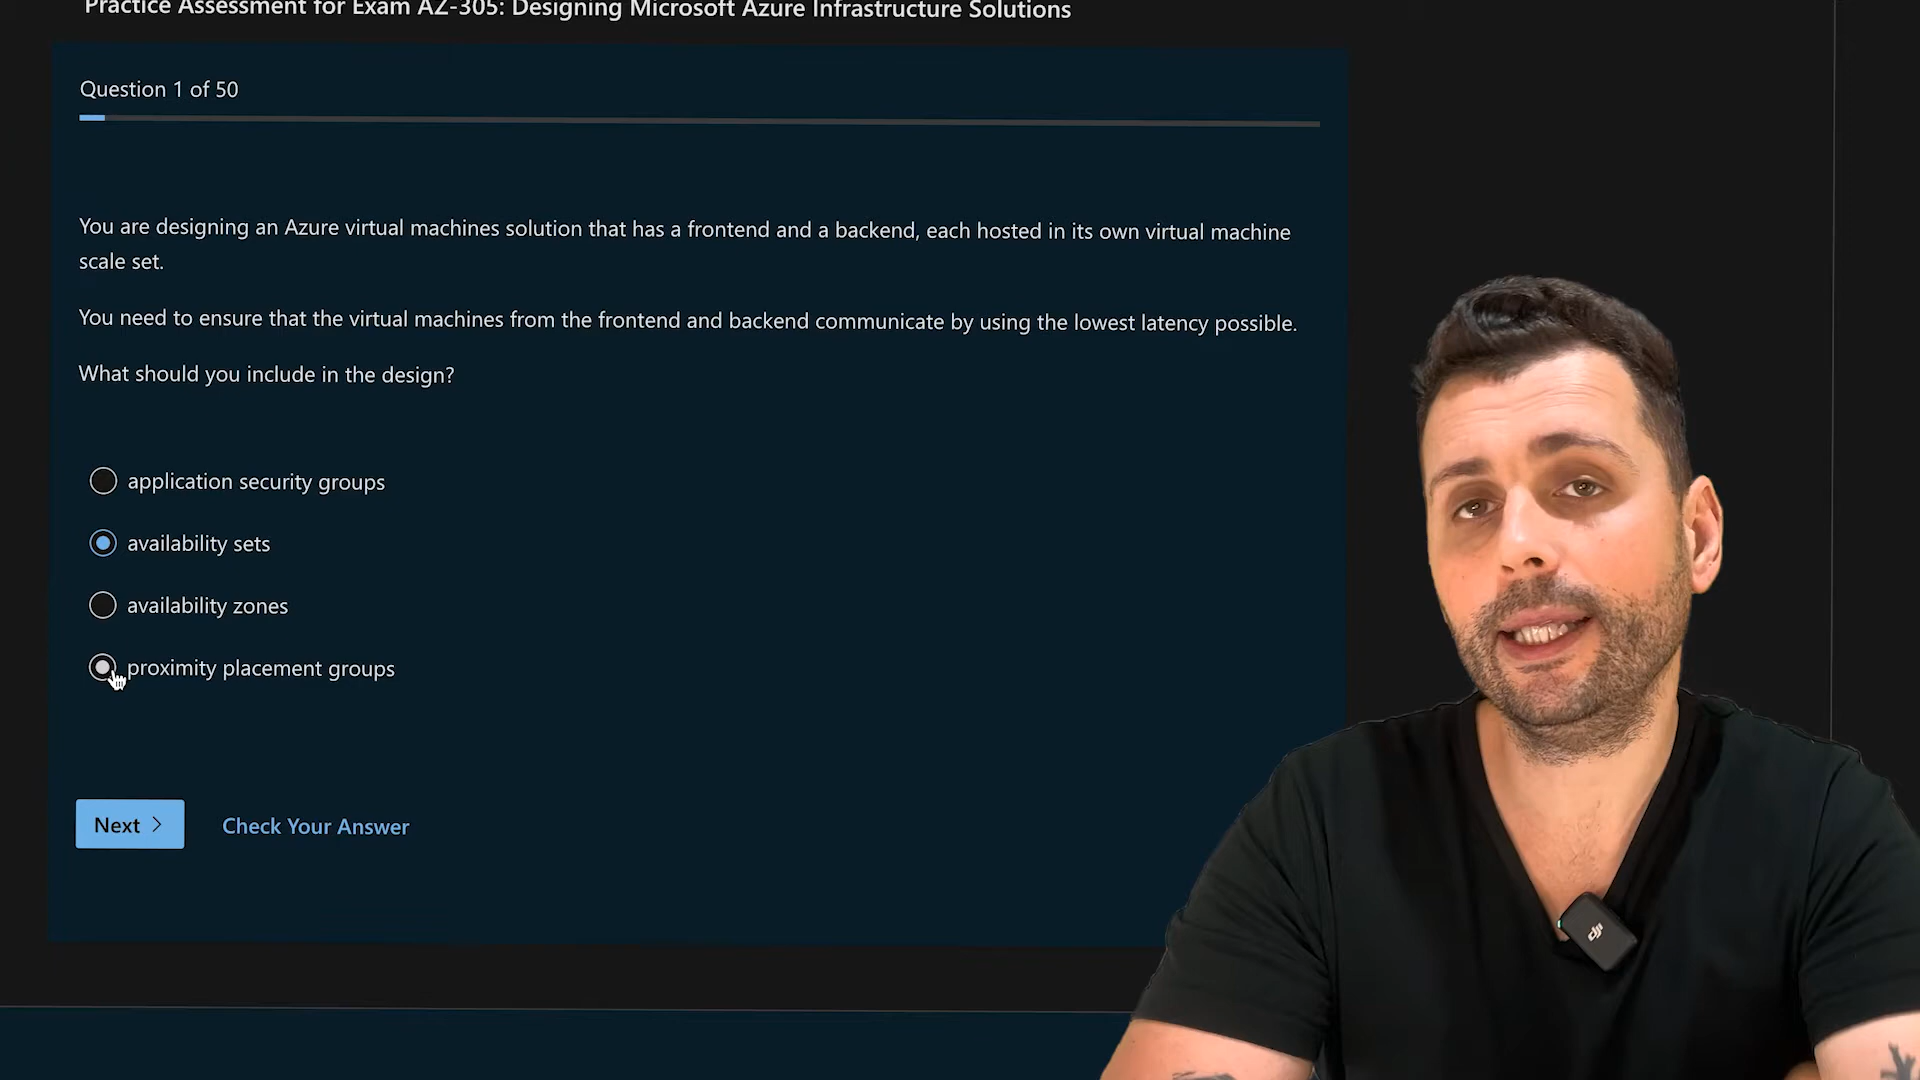 Practice Assessment for Exam AZ-305: Designing Microsoft Azure Infrastructure Solutions
Question 1 of 50
You are designing an Azure virtual machines solution that has a frontend and a backend, each hosted in its own virtual machine
scale set.
You need to ensure that the virtual machines from the frontend and backend communicate by using the lowest latency possible.
What should you include in the design?
application security groups
availability sets
availability zones
proximity placement groups
Next
Check Your Answer
dji